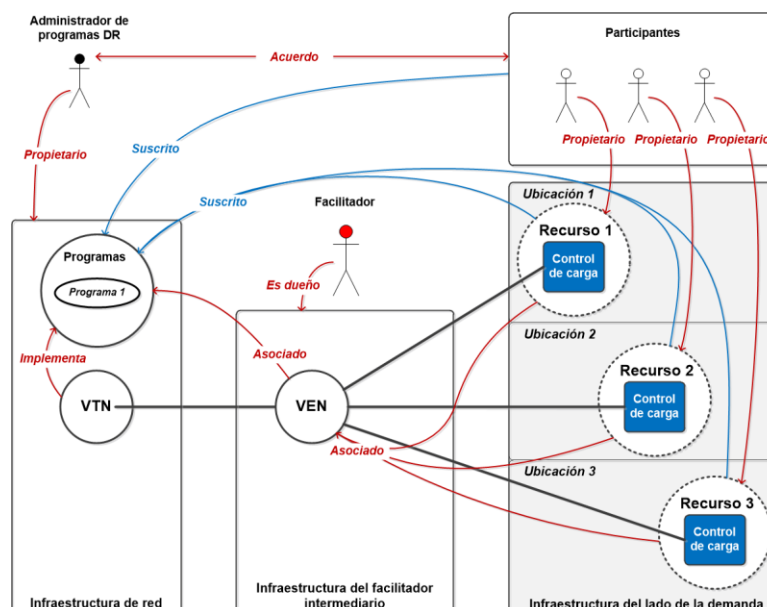 Administrador de
programas DR
Acuerdo
Participantes
Propietario
Suscrito
Propietario
Propietario
Propietario
Suscrito
Facilitador
Ubicación 1
Recurso 1
Control
de carga
Programas
Programa 1
Es dueño
Implementa
Asociado
Ubicación 2
Recurso 2
Control
de carga
VTN
VEN
Asociado
Ubicación 3
Recurso 3
Control
de carga
Infraestructura de red
Infraestructura del facilitador
intermediario
Infraestructura del lado de la demanda